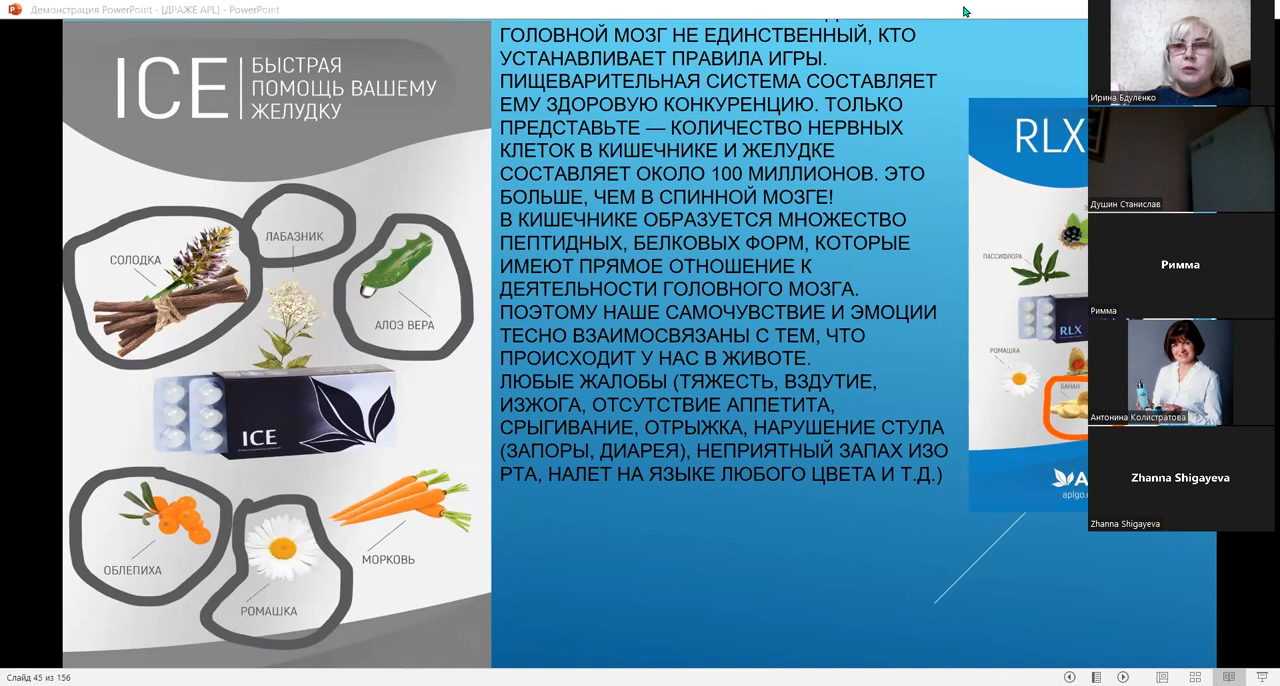 Демонстрация PowerPoint - [ДРАЖЕ APL] - PowerPoint
ICE
БЫСТРАЯ
ПОМОЩЬ ВАШЕМУ
ЖЕЛУДКУ
СОЛОДКА
ЛАБАЗНИК
АЛОЭ ВЕРА
ICE
ОБЛЕПИХА
РОМАШКА
МОРКОВЬ
ГОЛОВНОЙ МОЗГ НЕ ЕДИНСТВЕННЫЙ, КТО
УСТАНАВЛИВАЕТ ПРАВИЛА ИГРЫ.
ПИЩЕВАРИТЕЛЬНАЯ СИСТЕМА СОСТАВЛЯЕТ
ЕМУ ЗДОРОВУЮ КОНКУРЕНЦИЮ. ТОЛЬКО
ПРЕДСТАВЬТЕ — КОЛИЧЕСТВО НЕРВНЫХ
КЛЕТОК В КИШЕЧНИКЕ И ЖЕЛУДКЕ
СОСТАВЛЯЕТ ОКОЛО 100 МИЛЛИОНОВ. ЭТО
БОЛЬШЕ, ЧЕМ В СПИННОЙ МОЗГЕ!
В КИШЕЧНИКЕ ОБРАЗУЕТСЯ МНОЖЕСТВО
ПЕПТИДНЫХ, БЕЛКОВЫХ ФОРМ, КОТОРЫЕ
ИМЕЮТ ПРЯМОЕ ОТНОШЕНИЕ К
ДЕЯТЕЛЬНОСТИ ГОЛОВНОГО МОЗГА.
ПОЭТОМУ НАШЕ САМОЧУВСТВИЕ И ЭМОЦИИ
ТЕСНО ВЗАИМОСВЯЗАНЫ С ТЕМ, ЧТО
ПРОИСХОДИТ У НАС В ЖИВОТЕ.
ЛЮБЫЕ ЖАЛОБЫ (ТЯЖЕСТЬ, ВЗДУТИЕ,
ИЗЖОГА, ОТСУТСТВИЕ АППЕТИТА,
СРЫГИВАНИЕ, ОТРЫЖКА, НАРУШЕНИЕ СТУЛА
(ЗАПОРЫ, ДИАРЕЯ), НЕПРИЯТНЫЙ ЗАПАХ ИЗО
РТА, НАЛЕТ НА ЯЗЫКЕ ЛЮБОГО ЦВЕТА И Т.Д.)
RLX
ПАССИФЛОРА
RLX
РОМАШКА
БАНАН
aplgo.
Ирина Бдуленко
Душин Станислав
Римма
Римма
Антонина Колистратова
Zhanna Shigayeva
Zhanna Shigayeva
Слайд 45 из 156